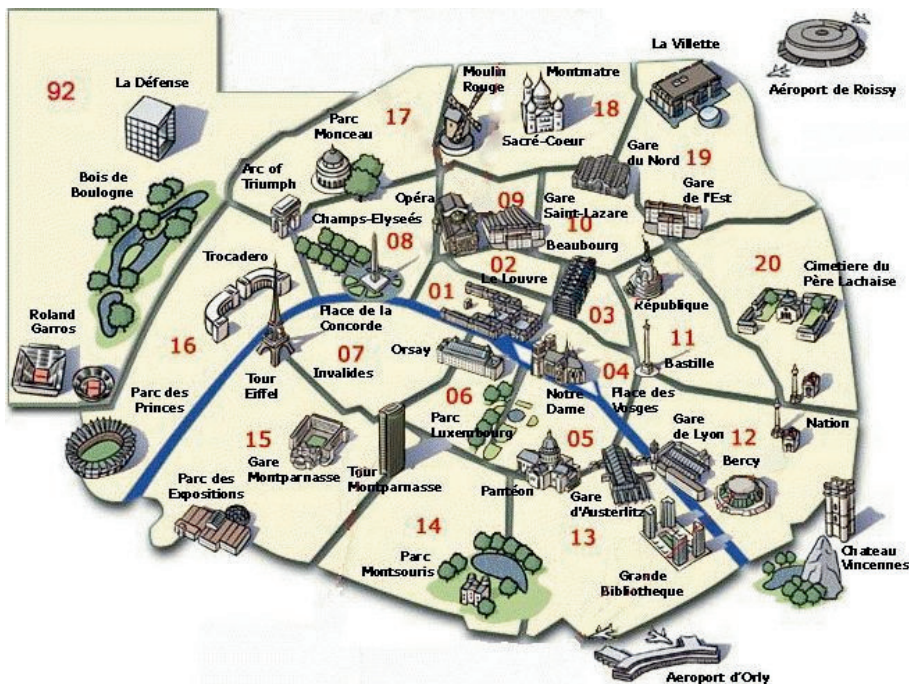 92
La Défense
Bois de
Boulogne
Roland
Garros
Parc des
Princes
17
Parc
Monceau
Arc of
Triumph
Moulin
Rouge
Montmatre
18
Sacré-Coeur
La Villette
Aéroport de Roissy
Gare
du Nord
19
Gare
de l'Est
Opéra
09
Gare
Saint-Lazare
10
Beaubourg
Champs-Elyseés
08
02
Trocadero
Le Louvre
01
Place de la
Concorde
03
République
20
Cimetiere du
Père Lachaise
16
11
Bastille
07
Invalides
Orsay
Tour
Eiffel
06
Parc
Luxembourg
Notre
Dame
04
Place des
Vosges
Nation
15
Gare
Montparnasse
Tour
Montparnasse
05
Pantéon
Gare
de Lyon
12
Bercy
Parc des
Expositions
Gare
d'Austerlitz
14
Parc
Montsouris
13
Grande
Bibliotheque
Chateau
Vincennes
Aeroport d'Orly